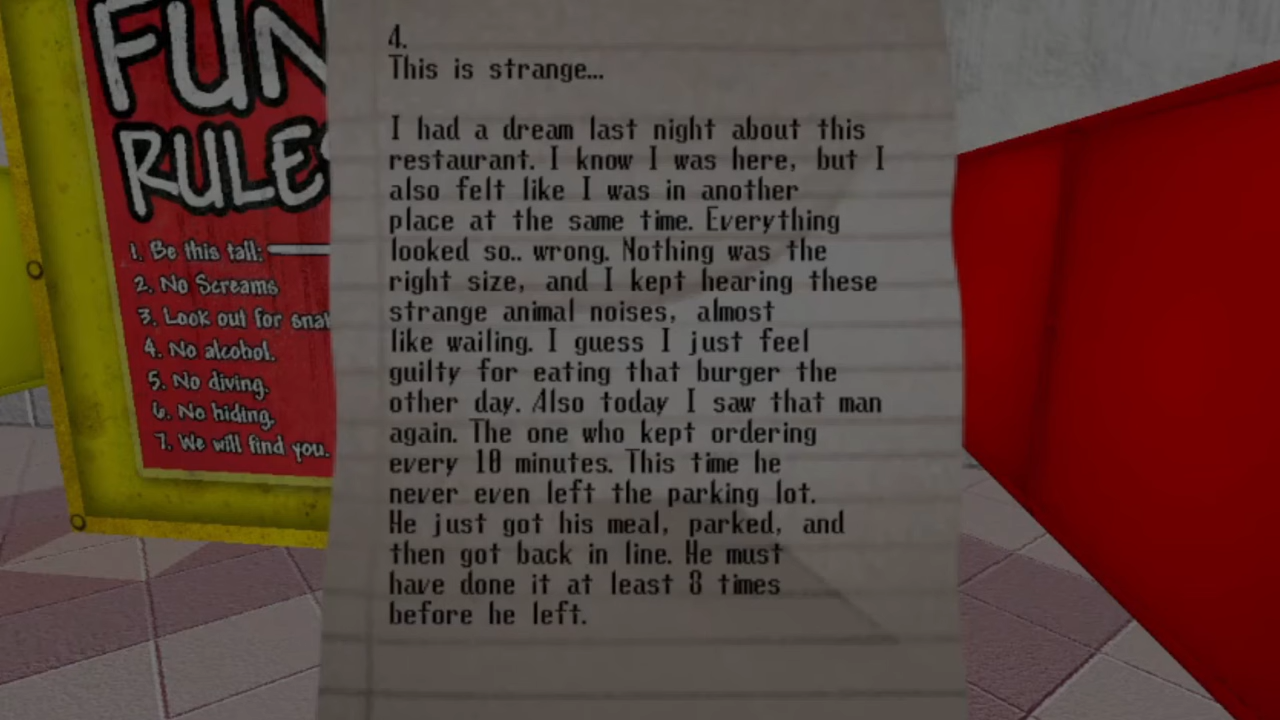 FUN
RULES
1. Be this tall:
2. No Screams
3. Look out for
4. No alcohol.
5. No diving.
6. No hiding.
7. We will find you.
4.
This is strange...
I had a dream last night about this
restaurant. I know I was here, but I
also felt like I was in another
place at the same time. Everything
looked so.. wrong. Nothing was the
right size, and I kept hearing these
strange animal noises, almost
like wailing. I guess I just feel
guilty for eating that burger the
other day. Also today I saw that man
again. The one who kept ordering
every 10 minutes. This time he
never even left the parking lot.
He just got his meal, parked, and
then got back in line. He must
have done it at least 8 times
before he left.